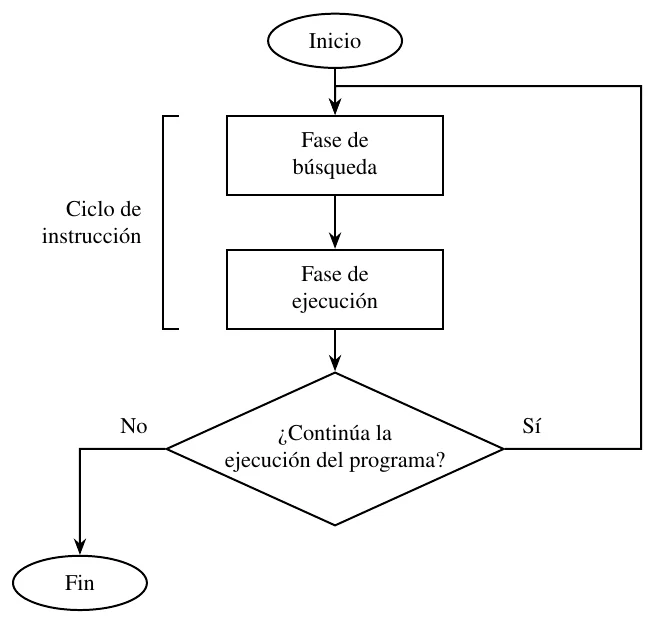 Inicio
Fase de
búsqueda
Ciclo de
instrucción
Fase de
ejecución
No
¿Continúa la
ejecución del programa?
Sí
Fin